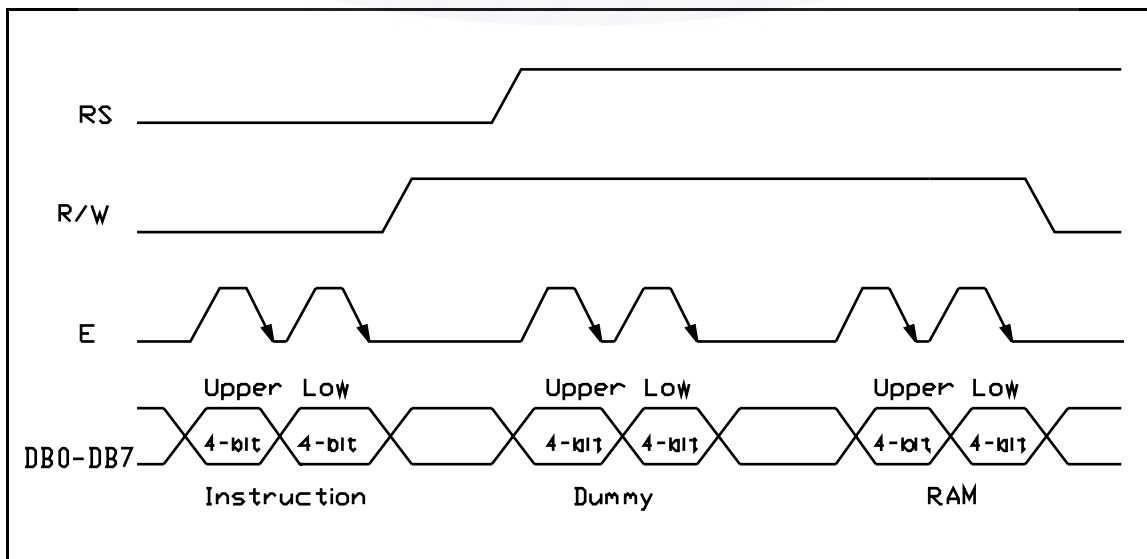 RS
R/W
E
Upper Low Upper Low Upper Low
4-bit 4-bit 4-bit 4-bit 4-bit 4-bit
DB0-DB7
Instruction Dummy RAM